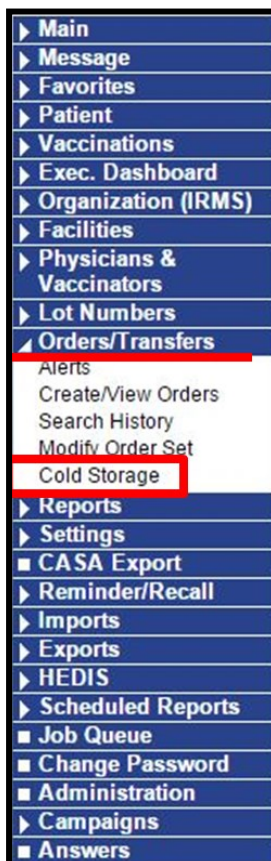 Main
Message
Favorites
Patient
Vaccinations
Exec. Dashboard
Organization (IRMS)
Facilities
Physicians &
Vaccinators
Lot Numbers
Orders/Transfers
Alerts
Create/View Orders
Search History
Modify Order Set
Cold Storage
Reports
Settings
CASA Export
Reminder/Recall
Imports
Exports
HEDIS
Scheduled Reports
Job Queue
Change Password
Administration
Campaigns
Answers